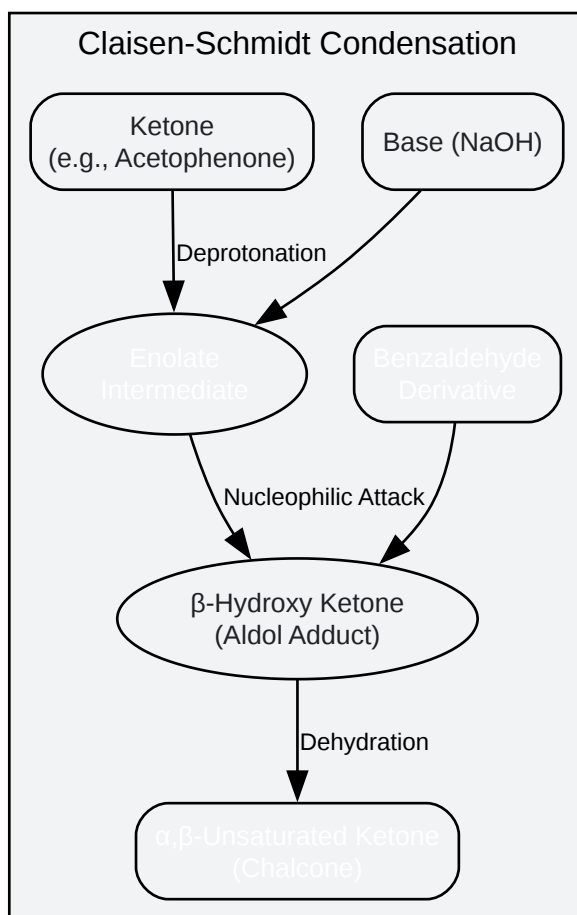 Claisen-Schmidt Condensation
Ketone
(e.g., Acetophenone)
Base (NaOH)
Deprotonation
Enolate
Intermediate
Benzaldehyde
Derivative
Nucleophilic Attack
β-Hydroxy Ketone
(Aldol Adduct)
Dehydration
α,β-Unsaturated Ketone
(Chalcone)